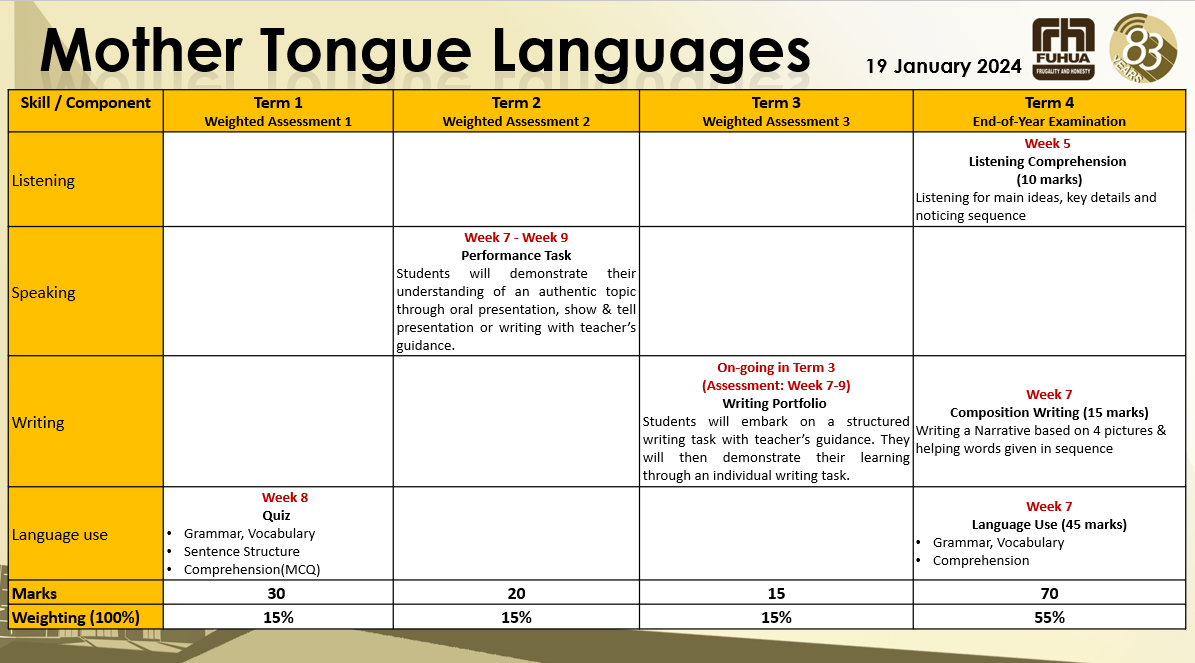 Mother Tongue Languages
19 January 2024
FUHUA
FRUGALITY AND HONESTY
83
YEARS
Skill / Component
Term 1
Weighted Assessment 1
Term 2
Weighted Assessment 2
Term 3
Weighted Assessment 3
Term 4
End-of-Year Examination
Listening
Week 5
Listening Comprehension
(10 marks)
Listening for main ideas, key details and
noticing sequence
Speaking
Week 7 - Week 9
Performance Task
Students will demonstrate their
understanding of an authentic topic
through oral presentation, show & tell
presentation or writing with teacher’s
guidance.
Writing
On-going in Term 3
(Assessment: Week 7-9)
Writing Portfolio
Students will embark on a structured
writing task with teacher’s guidance. They
will then demonstrate their learning
through an individual writing task.
Week 7
Composition Writing (15 marks)
Writing a Narrative based on 4 pictures &
helping words given in sequence
Language use
Week 8
Quiz
• Grammar, Vocabulary
• Sentence Structure
• Comprehension(MCQ)
Week 7
Language Use (45 marks)
• Grammar, Vocabulary
• Comprehension
Marks 30 20 15 70
Weighting (100%) 15% 15% 15% 55%